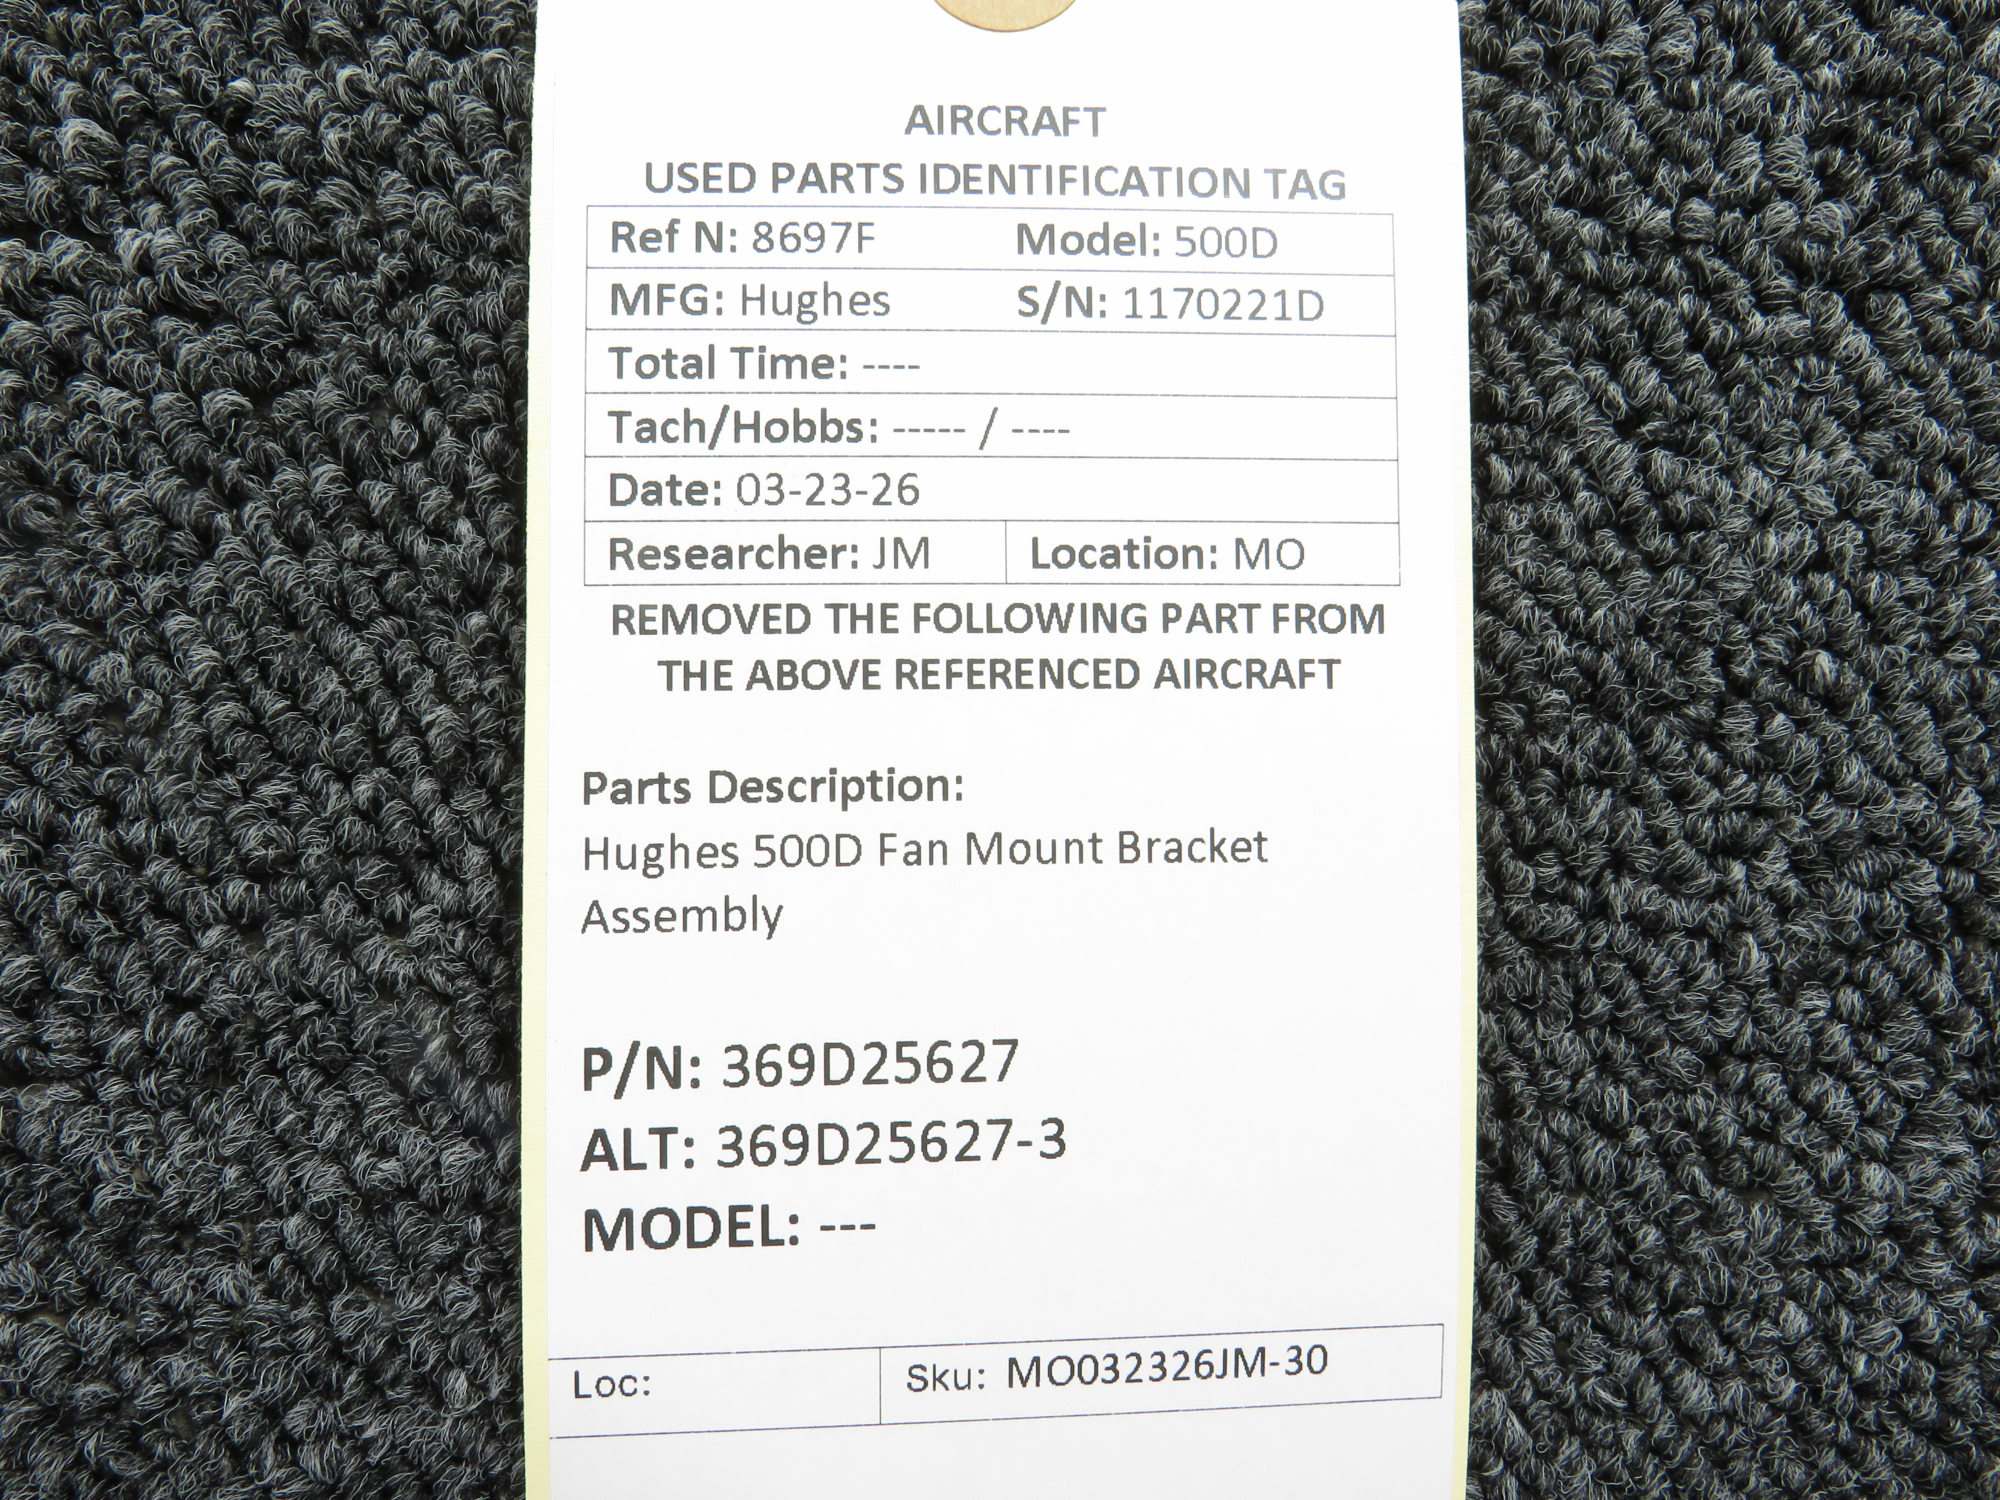 AIRCRAFT
USED PARTS IDENTIFICATION TAG
Ref N: 8697F Model: 500D
MFG: Hughes S/N: 1170221D
Total Time: ----
Tach/Hobbs: ----- / ----
Date: 03-23-26
Researcher: JM Location: MO
REMOVED THE FOLLOWING PART FROM
THE ABOVE REFERENCED AIRCRAFT
Parts Description:
Hughes 500D Fan Mount Bracket
Assembly
P/N: 369D25627
ALT: 369D25627-3
MODEL: ---
Loc: Sku: MO032326JM-30